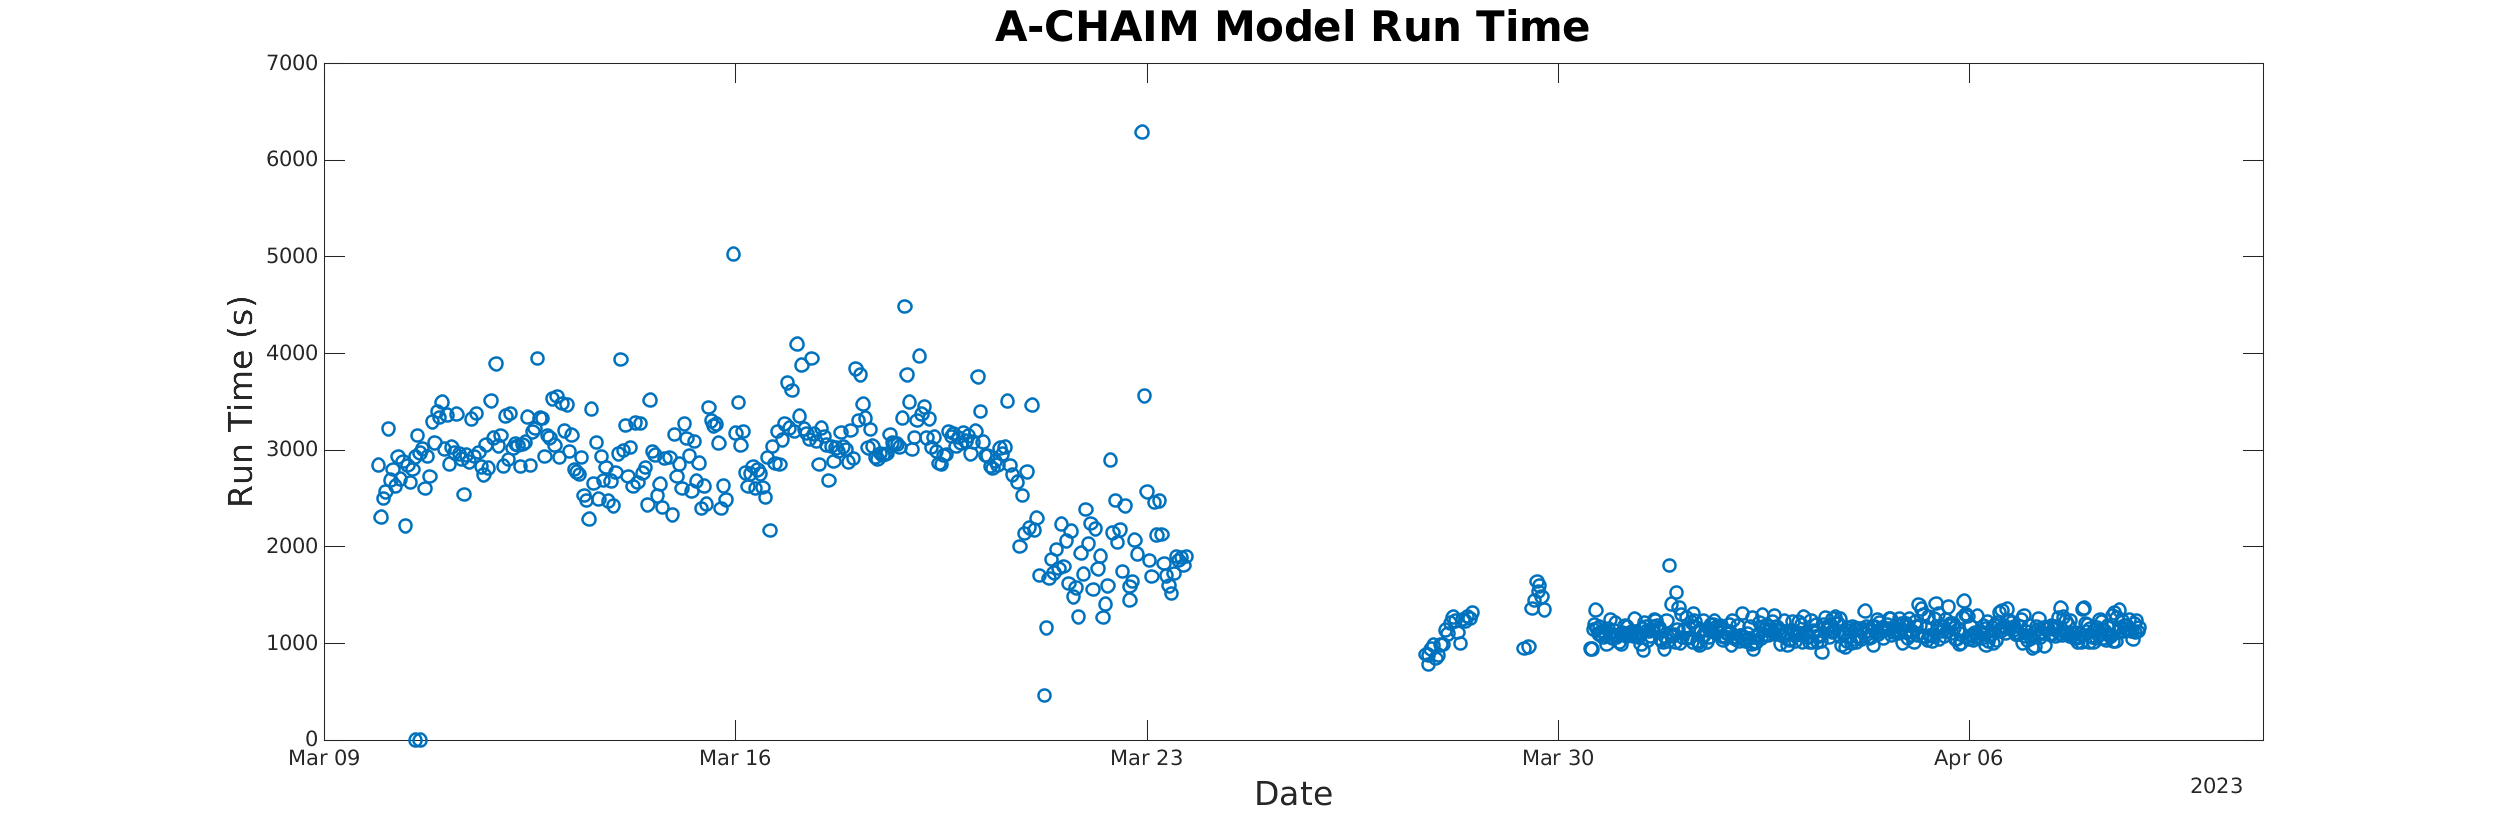 A-CHAIM Model Run Time
7000
6000
5000
4000
3000
2000
1000
0
Run Time (s)
Mar 09
Mar 16
Mar 23
Mar 30
Apr 06
2023
Date